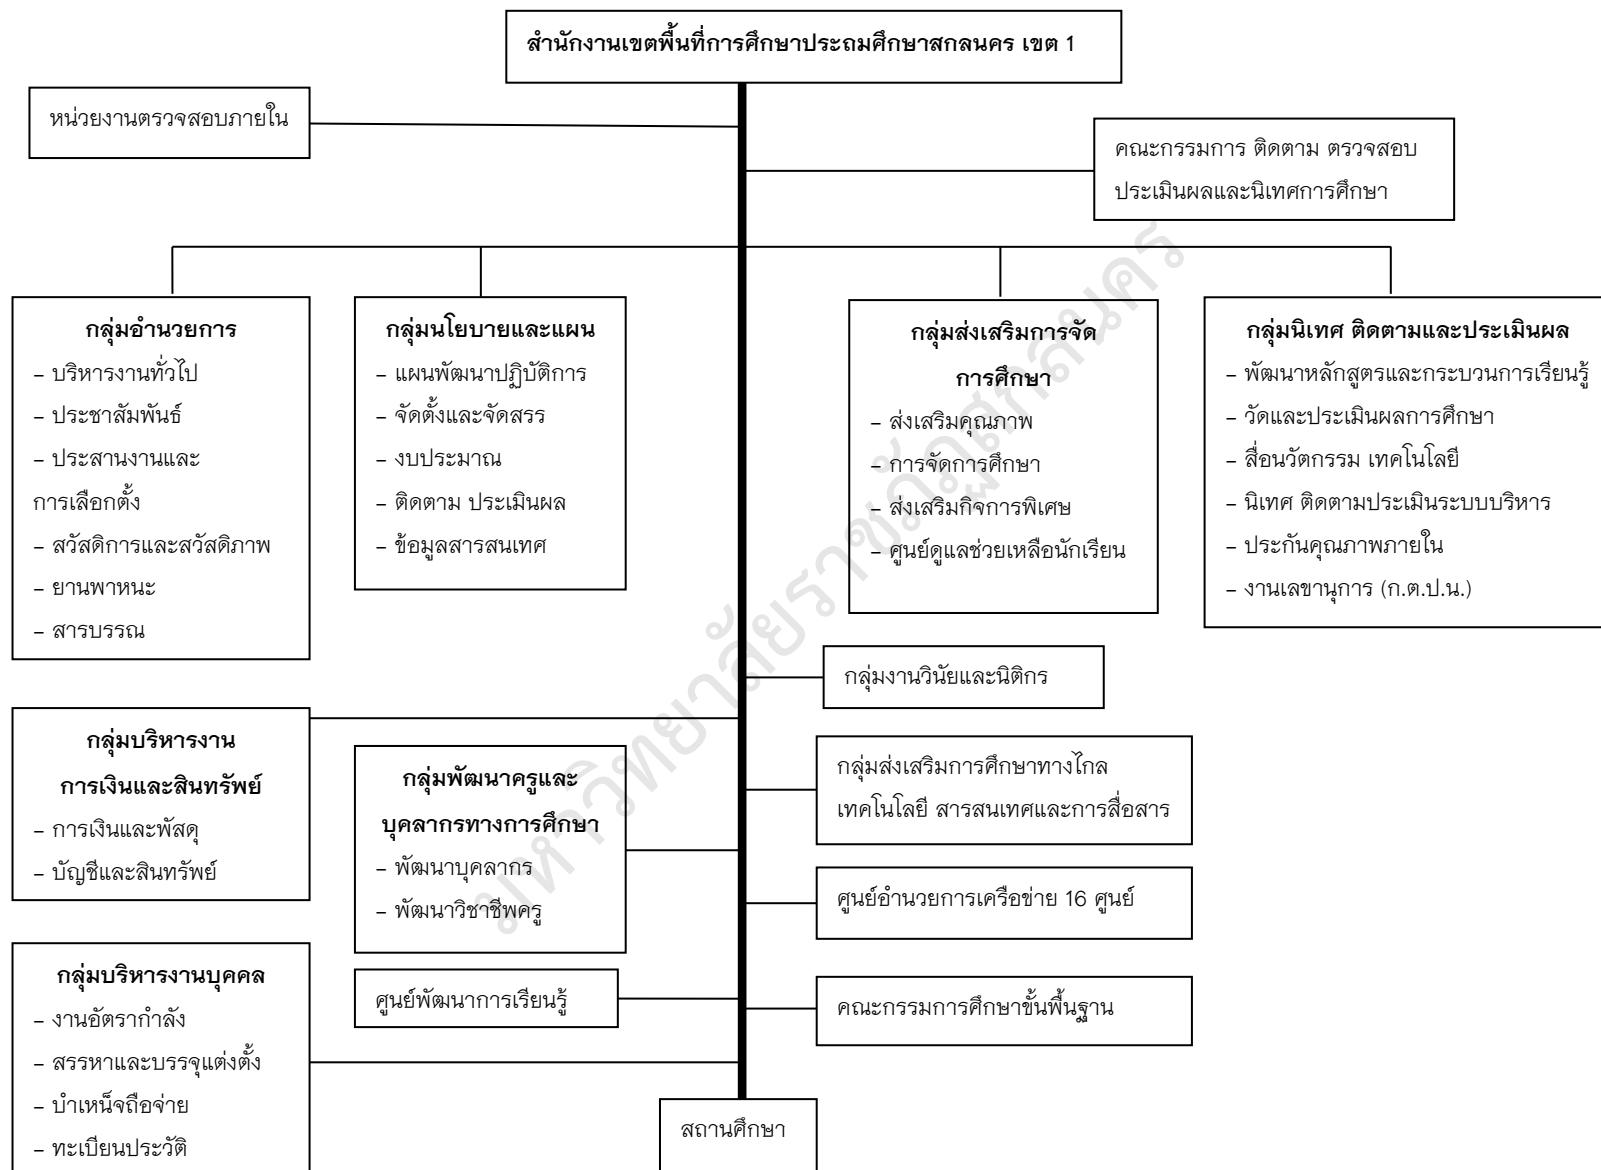 สำนักงานเขตพื้นที่การศึกษาประถมศึกษาสกลนคร เขต 1
หน่วยงานตรวจสอบภายใน
คณะกรรมการ ติดตาม ตรวจสอบ
ประเมินผลและนิเทศการศึกษา
กลุ่มอำนวยการ
– บริหารงานทั่วไป
– ประชาสัมพันธ์
– ประสานงานและ
การเลือกตั้ง
– สวัสดิการและสวัสดิภาพ
– ยานพาหนะ
– สารบรรณ
กลุ่มนโยบายและแผน
– แผนพัฒนาปฏิบัติการ
– จัดตั้งและจัดสรร
– งบประมาณ
– ติดตาม ประเมินผล
– ข้อมูลสารสนเทศ
กลุ่มส่งเสริมการจัด
การศึกษา
– ส่งเสริมคุณภาพ
– การจัดการศึกษา
– ส่งเสริมกิจการพิเศษ
– ศูนย์ดูแลช่วยเหลือนักเรียน
กลุ่มนิเทศ ติดตามและประเมินผล
– พัฒนาหลักสูตรและกระบวนการเรียนรู้
– วัดและประเมินผลการศึกษา
– สื่อนวัตกรรม เทคโนโลยี
– นิเทศ ติดตามประเมินระบบบริหาร
– ประกันคุณภาพภายใน
– งานเลขานุการ (ก.ต.ป.น.)
กลุ่มงานวินัยและนิติกร
กลุ่มบริหารงาน
การเงินและสินทรัพย์
– การเงินและพัสดุ
– บัญชีและสินทรัพย์
กลุ่มพัฒนาครูและ
บุคลากรทางการศึกษา
– พัฒนาบุคลากร
– พัฒนาวิชาชีพครู
กลุ่มส่งเสริมการศึกษาทางไกล
เทคโนโลยี สารสนเทศและการสื่อสาร
ศูนย์อำนวยการเครือข่าย 16 ศูนย์
กลุ่มบริหารงานบุคคล
– งานอัตรากำลัง
– สรรหาและบรรจุแต่งตั้ง
– บำเหน็จถือจ่าย
– ทะเบียนประวัติ
ศูนย์พัฒนาการเรียนรู้
คณะกรรมการศึกษาขั้นพื้นฐาน
สถานศึกษา
มหาวิทยาลัยราชภัฏสกลนคร